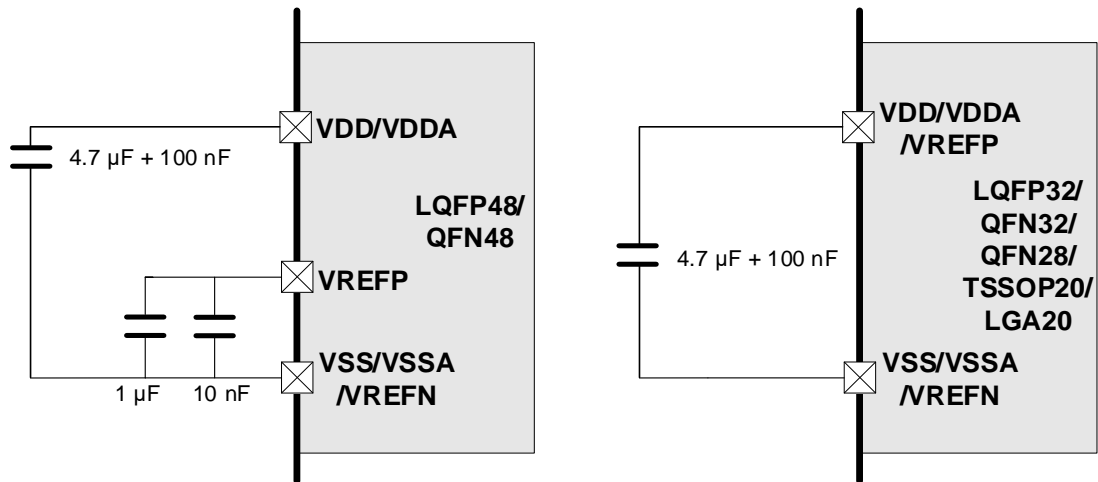 VDD/VDDA
4.7 µF + 100 nF
LQFP48/
QFN48
VREFP
VSS/VSSA
/VREFN
1 µF
10 nF
VDD/VDDA
/VREFP
LQFP32/
QFN32/
QFN28/
TSSOP20/
LGA20
4.7 µF + 100 nF
VSS/VSSA
/VREFN